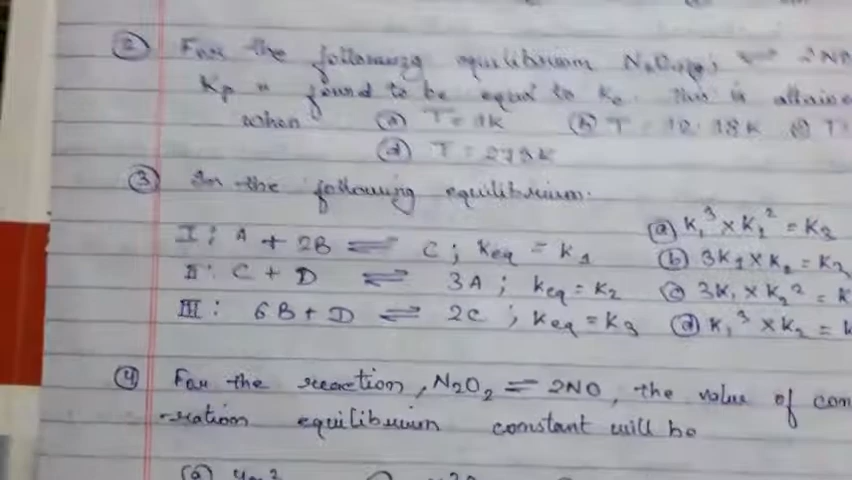 ② For the following equilibrium N₂O₄(g) ⇌ 2NO
Kp is found to be equal to Kc. This is attaine
when (a) T = 1K (b) T = 12.18K (c) T
(d) T = 273K
③ In the following equilibrium.
I: A + 2B ⇌ C; Keq = K₁ (a) K₁³ × K₂² = K₃
II: C + D ⇌ 3A; Keq = K₂ (b) 3K₁ × K₂ = K₃
III: 6B + D ⇌ 2C; Keq = K₃ (c) 3K₁ × K₂² = K
(d) K₁³ × K₂ = K
④ For the reaction, N₂O₂ ⇌ 2NO, the value of con
-ration equilibrium constant will be
(a)